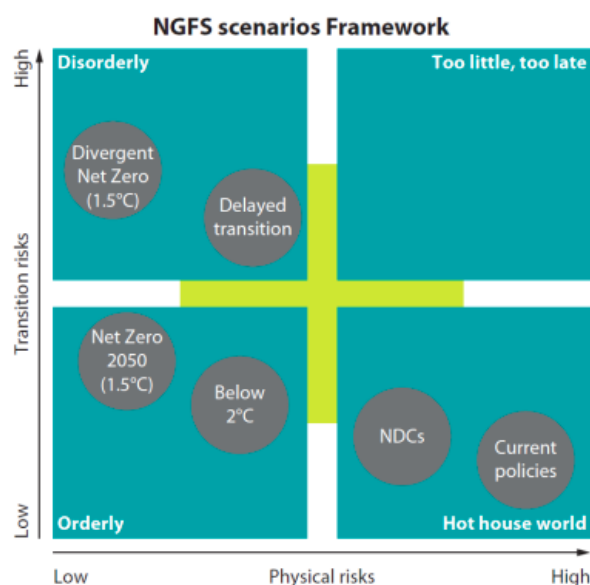 NGFS scenarios Framework
High
Transition risks
Low
Disorderly
Too little, too late
Divergent
Net Zero
(1.5°C)
Delayed
transition
Net Zero
2050
(1.5°C)
Below
2°C
NDCs
Current
policies
Orderly
Hot house world
Low
Physical risks
High